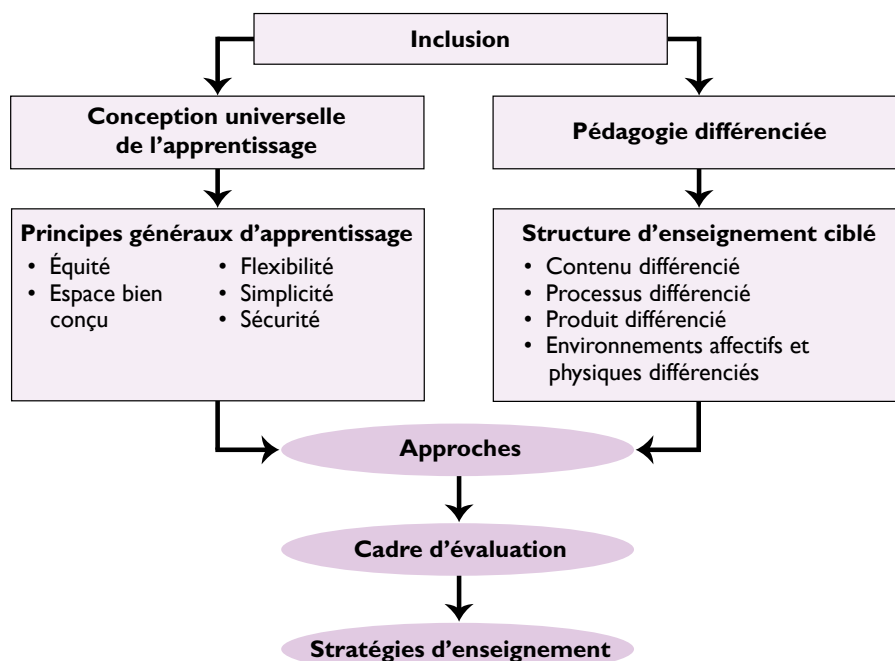 Inclusion
Conception universelle
de l’apprentissage
Pédagogie différenciée
Principes généraux d’apprentissage
• Équité
• Espace bien
conçu
• Flexibilité
• Simplicité
• Sécurité
Structure d’enseignement ciblé
• Contenu différencié
• Processus différencié
• Produit différencié
• Environnements affectifs et
physiques différenciés
Approches
Cadre d’évaluation
Stratégies d’enseignement